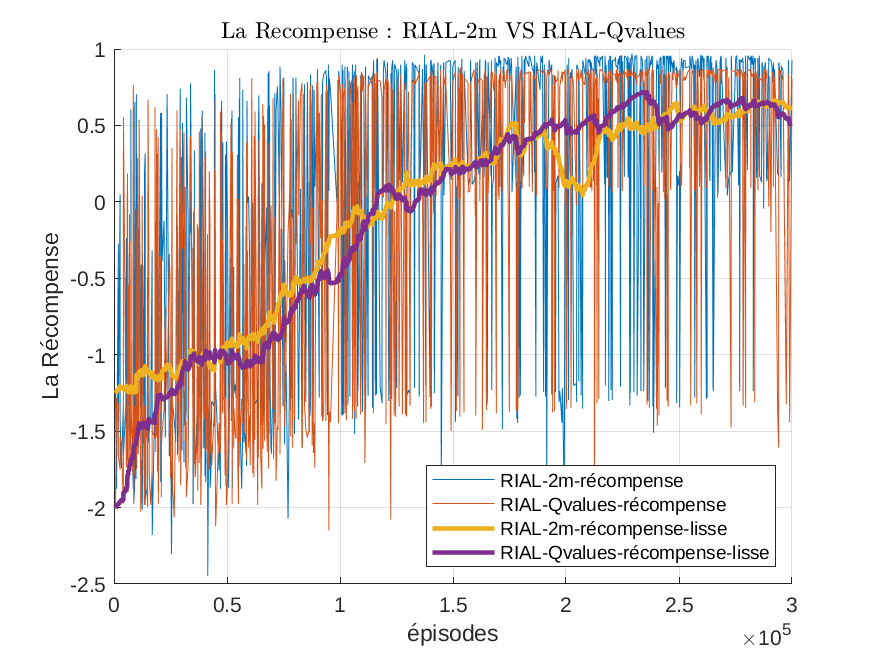 La Recompense : RIAL-2m VS RIAL-Qvalues
1
0.5
0
-0.5
-1
-1.5
-2
-2.5
La Récompense
RIAL-2m-récompense
RIAL-Qvalues-récompense
RIAL-2m-récompense-lisse
RIAL-Qvalues-récompense-lisse
0 0.5 1 1.5 2 2.5 3
épisodes
×10⁵